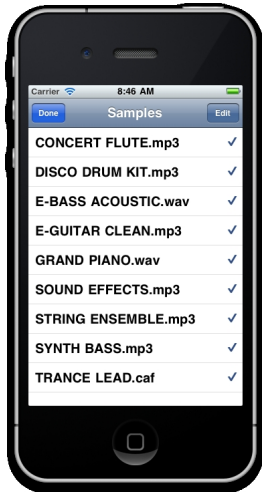 Carrier 8:46 AM
Done Samples Edit
CONCERT FLUTE.mp3
DISCO DRUM KIT.mp3
E-BASS ACOUSTIC.wav
E-GUITAR CLEAN.mp3
GRAND PIANO.wav
SOUND EFFECTS.mp3
STRING ENSEMBLE.mp3
SYNTH BASS.mp3
TRANCE LEAD.caf